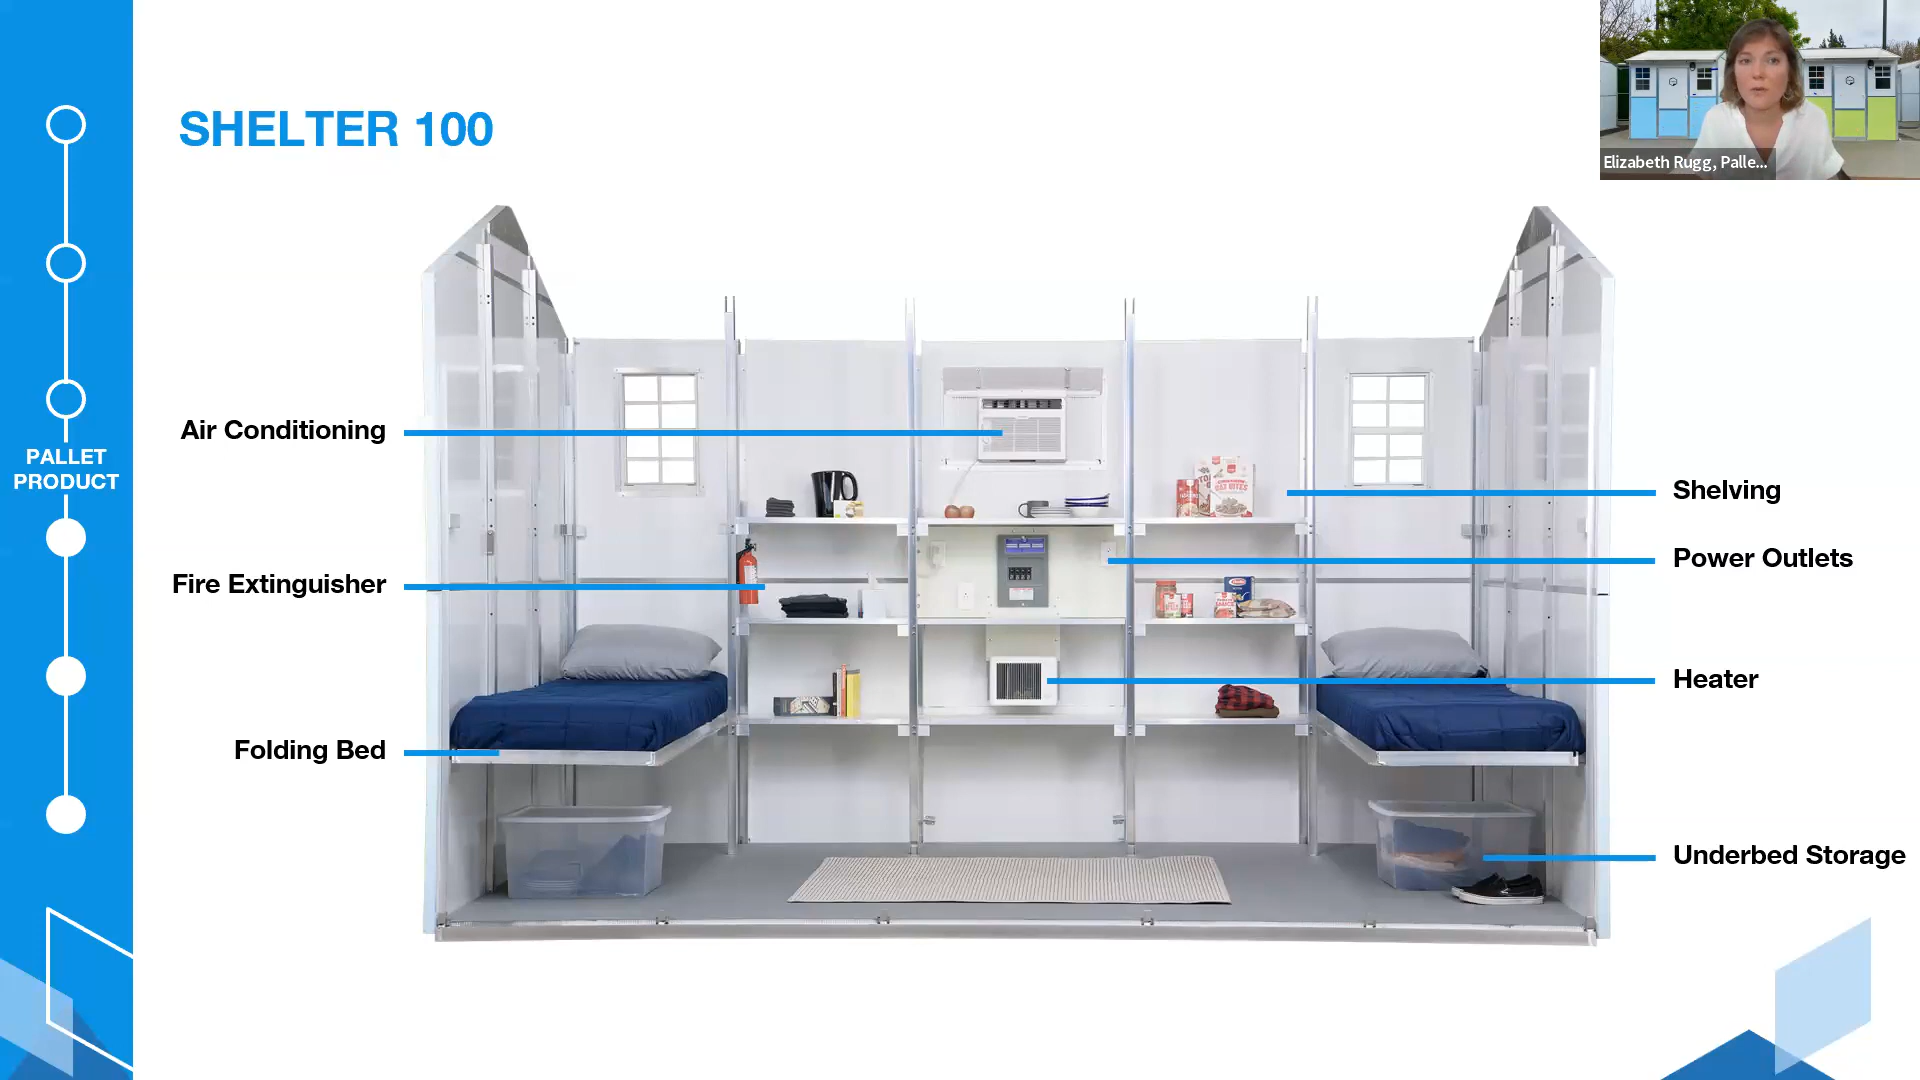 SHELTER 100
Elizabeth Rugg, Palle...
PALLET
PRODUCT
Air Conditioning
Fire Extinguisher
Folding Bed
Shelving
Power Outlets
Heater
Underbed Storage